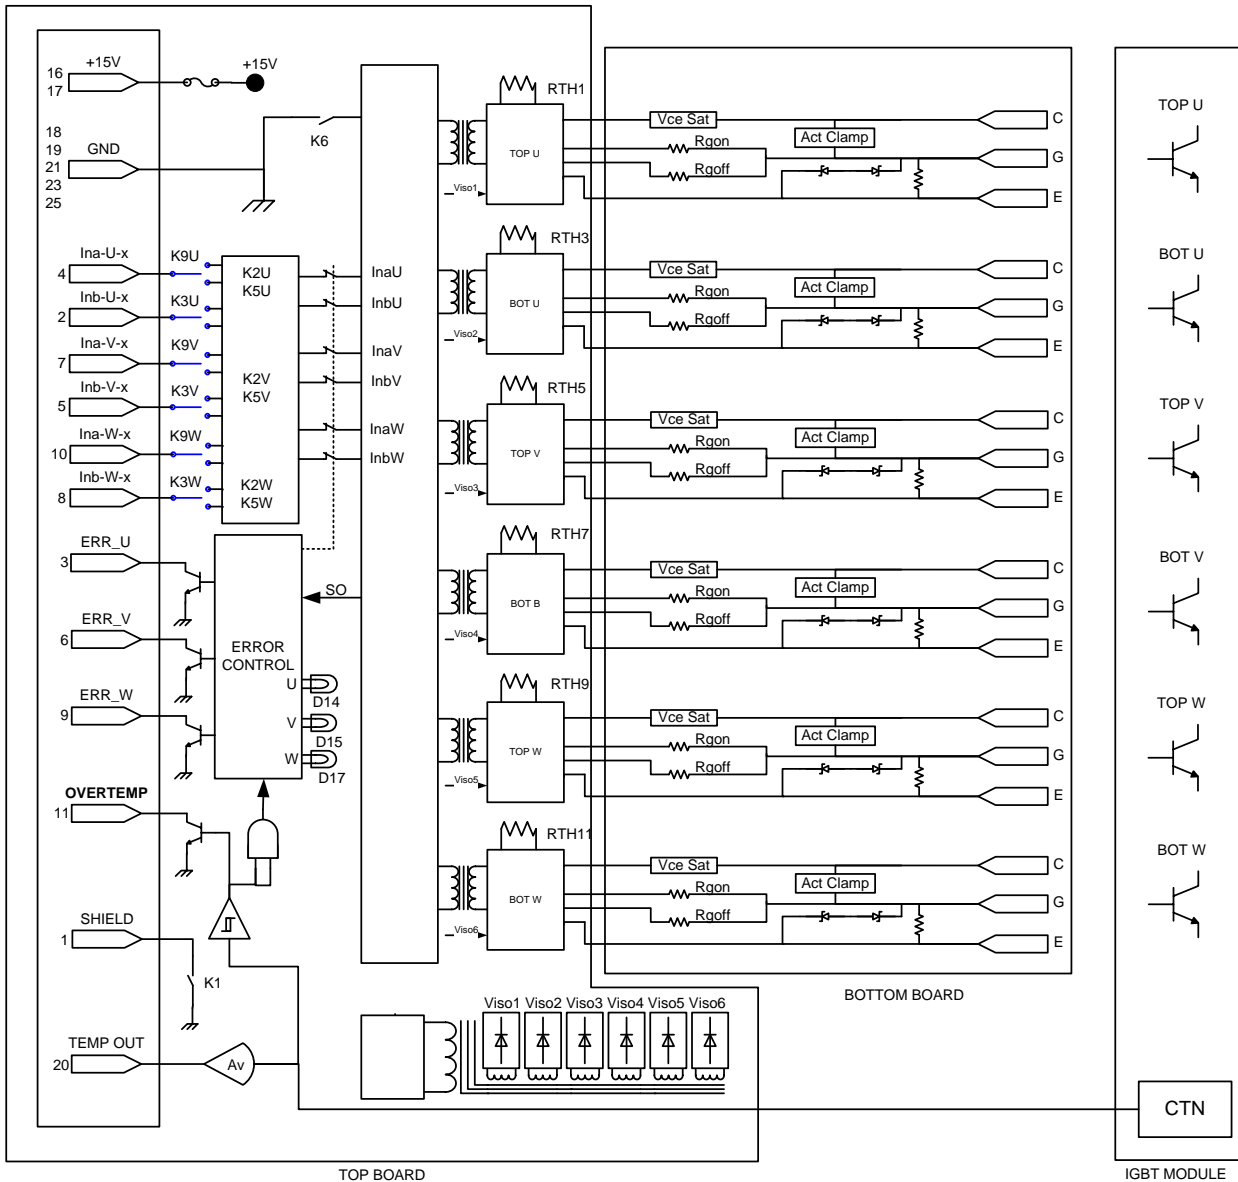 +15V
16
17
+15V
18
19
21
23
25
GND
K6
Ina-U-x
4
K9U
Inb-U-x
2
K3U
Ina-V-x
7
K9V
Inb-V-x
5
K3V
Ina-W-x
10
K9W
Inb-W-x
8
K3W
K2U
K5U
K2V
K5V
K2W
K5W
InaU
InbU
InaV
InbV
InaW
InbW
ERR_U
3
ERR_V
6
ERR_W
9
SO
ERROR
CONTROL
U
D14
V
D15
W
D17
OVERTEMP
11
SHIELD
1
K1
TEMP OUT
20
Av
RTH1
TOP U
Viso1
Vce Sat
Rgon
Rgoff
Act Clamp
C
G
E
RTH3
BOT U
Viso2
Vce Sat
Rgon
Rgoff
Act Clamp
C
G
E
RTH5
TOP V
Viso3
Vce Sat
Rgon
Rgoff
Act Clamp
C
G
E
RTH7
BOT B
Viso4
Vce Sat
Rgon
Rgoff
Act Clamp
C
G
E
RTH9
TOP W
Viso5
Vce Sat
Rgon
Rgoff
Act Clamp
C
G
E
RTH11
BOT W
Viso6
Vce Sat
Rgon
Rgoff
Act Clamp
C
G
E
Viso1 Viso2 Viso3 Viso4 Viso5 Viso6
TOP U
BOT U
TOP V
BOT V
TOP W
BOT W
CTN
BOTTOM BOARD
TOP BOARD
IGBT MODULE